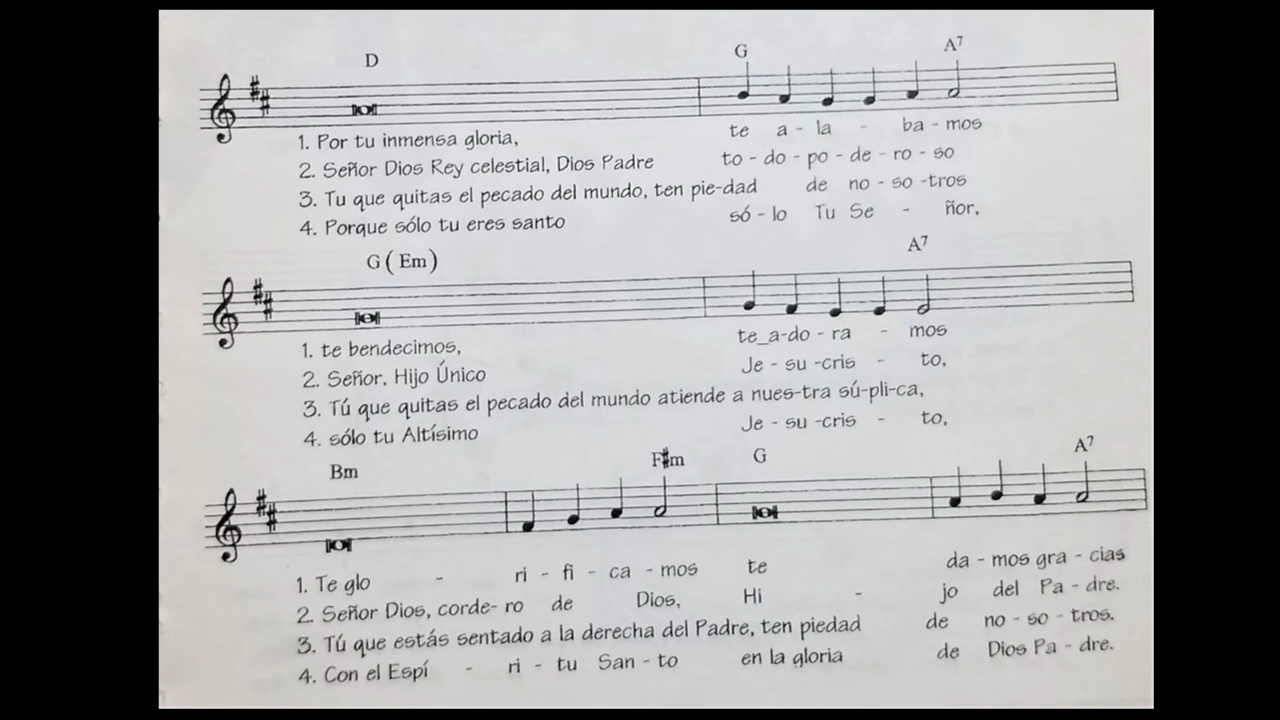 D G A7
1. Por tu inmensa gloria, te a - la - ba - mos
2. Señor Dios Rey celestial, Dios Padre to - do - po - de - ro - so
3. Tu que quitas el pecado del mundo, ten pie-dad de no - so -tros
4. Porque sólo tu eres santo só - lo Tu Se - ñor,
G ( Em ) A7
1. te bendecimos, te_a-do - ra - mos
2. Señor, Hijo Único Je - su -cris - to,
3. Tú que quitas el pecado del mundo atiende a nues-tra sú-pli-ca,
4. sólo tu Altísimo Je - su -cris - to,
Bm F#m G A7
1. Te glo - ri - fi - ca - mos te da - mos gra - cias
2. Señor Dios, corde- ro de Dios, Hi - jo del Pa - dre.
3. Tú que estás sentado a la derecha del Padre, ten piedad de no - so - tros.
4. Con el Espí - ri - tu San - to en la gloria de Dios Pa - dre.